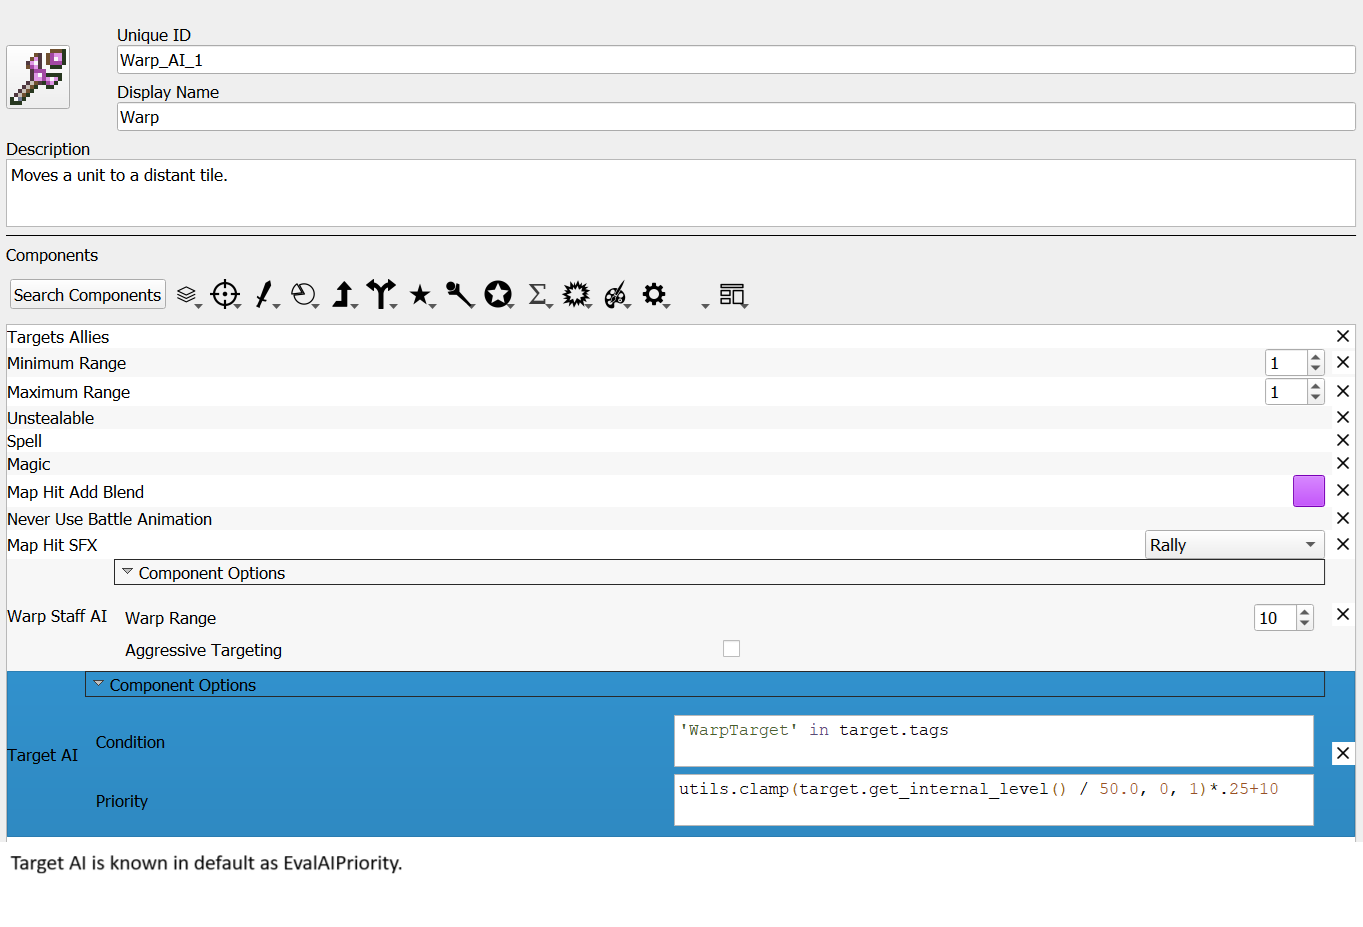 Unique ID
Warp_AI_1
Display Name
Warp
Description
Moves a unit to a distant tile.
Components
Search Components
Targets Allies
Minimum Range 1
Maximum Range 1
Unstealable
Spell
Magic
Map Hit Add Blend
Never Use Battle Animation
Map Hit SFX Rally
Component Options
Warp Staff AI Warp Range 10
Aggressive Targeting
Component Options
Target AI
Condition 'WarpTarget' in target.tags
Priority utils.clamp(target.get_internal_level() / 50.0, 0, 1)*.25+10
Target AI is known in default as EvalAIPriority.